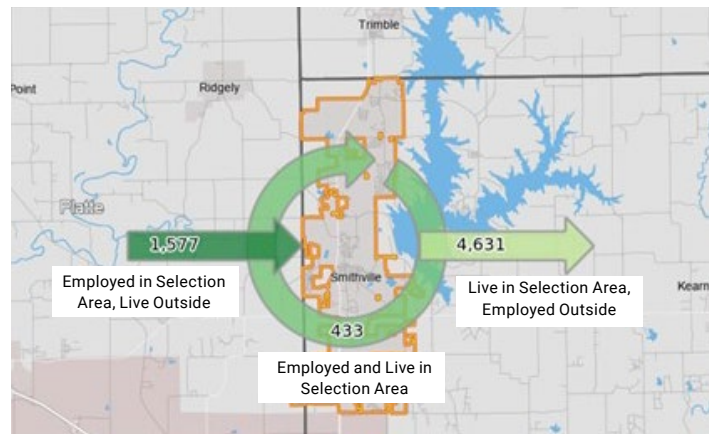 Trimble
Point
Ridgely
Platte
1,577
4,631
Employed in Selection
Area, Live Outside
Smithville
Live in Selection Area,
Employed Outside
Kearn
433
Employed and Live in
Selection Area